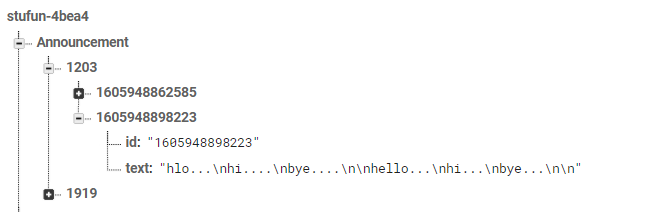 stufun-4bea4
Announcement
1203
1605948862585
1605948898223
id: "1605948898223"
text: "hlo...\nhi....\nbye....\n\nhello...\nhi...\nbye...\n\n"
1919